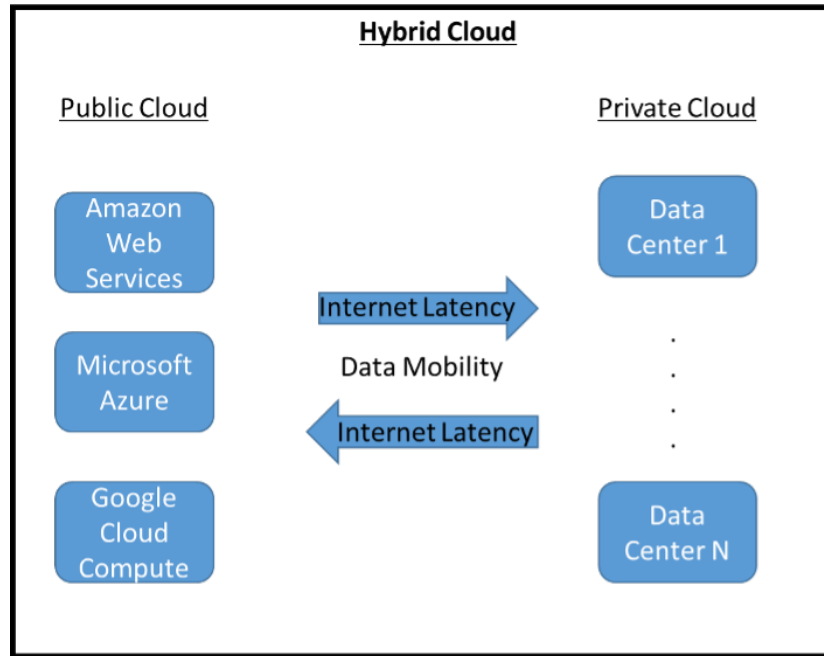 Hybrid Cloud
Public Cloud
Private Cloud
Amazon
Web
Services
Data
Center 1
Internet Latency
Microsoft
Azure
Data Mobility
.
.
.
.
Internet Latency
Google
Cloud
Compute
Data
Center N